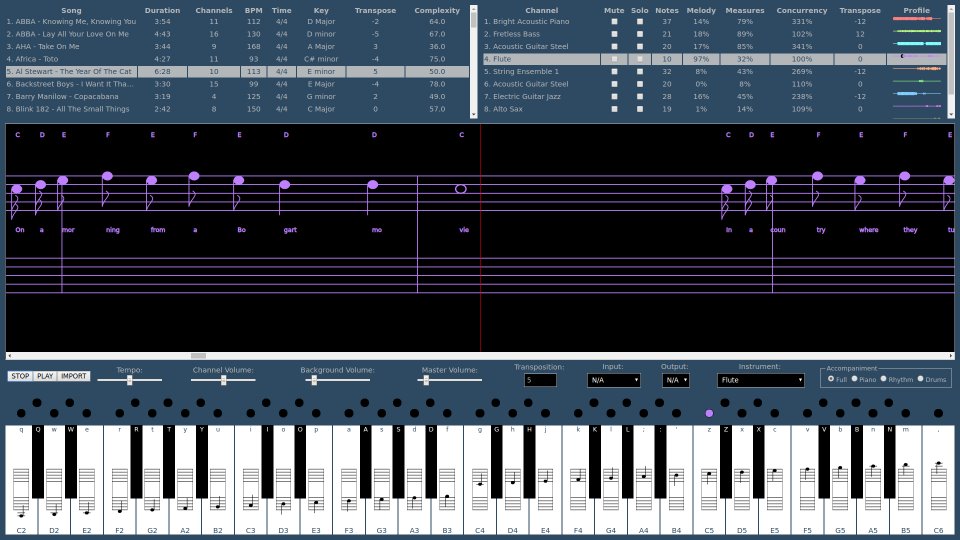 Song Duration Channels BPM Time Key Transpose Complexity
1. ABBA - Knowing Me, Knowing You 3:54 11 112 4/4 D Major -2 64.0
2. ABBA - Lay All Your Love On Me 4:43 16 130 4/4 D minor -5 67.0
3. AHA - Take On Me 3:44 9 168 4/4 A Major 3 36.0
4. Africa - Toto 4:27 11 93 4/4 C# minor -4 75.0
5. Al Stewart - The Year Of The Cat 6:28 10 113 4/4 E minor 5 50.0
6. Backstreet Boys - I Want It Tha... 3:30 15 99 4/4 E Major -4 78.0
7. Barry Manilow - Copacabana 3:19 4 125 4/4 G minor 2 49.0
8. Blink 182 - All The Small Things 2:42 8 150 4/4 C Major 0 57.0
Channel Mute Solo Notes Melody Measures Concurrency Transpose Profile
1. Bright Acoustic Piano 37 14% 79% 331% -12
2. Fretless Bass 21 18% 89% 102% 12
3. Acoustic Guitar Steel 20 17% 85% 341% 0
4. Flute 10 97% 32% 100% 0
5. String Ensemble 1 32 8% 43% 269% -12
6. Acoustic Guitar Steel 20 0% 8% 110% 0
7. Electric Guitar Jazz 28 16% 45% 238% -12
8. Alto Sax 19 1% 14% 109% 0
C D E F E F E D D C C D E F E F E
On a mor ning from a Bo gart mo vie In a coun try where they tu
STOP PLAY IMPORT Tempo: Channel Volume: Background Volume: Master Volume: Transposition: 5 Input: N/A Output: N/A Instrument: Flute Accompaniment Full Piano Rhythm Drums
q Q w W e r R t T y Y u i I o O p a A s S d D f g G h H j k K l L ; : ' z Z x X c v V b B n N m ,
C2 D2 E2 F2 G2 A2 B2 C3 D3 E3 F3 G3 A3 B3 C4 D4 E4 F4 G4 A4 B4 C5 D5 E5 F5 G5 A5 B5 C6